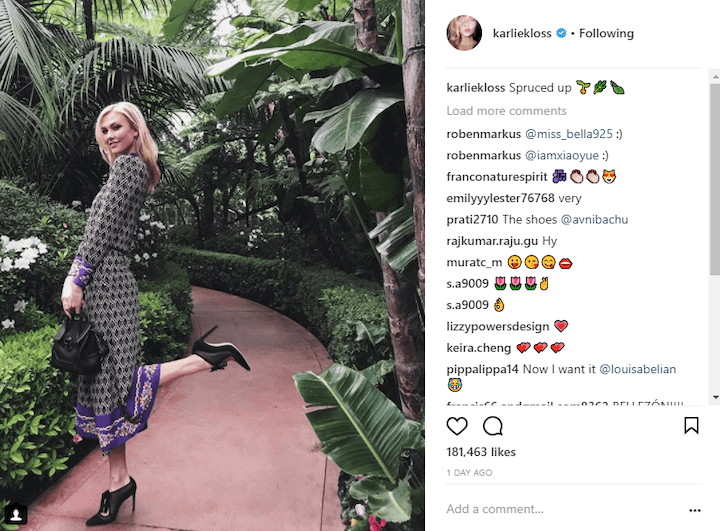 karliekloss • Following
karliekloss Spruced up 🌱🌿🍃
Load more comments
robenmarkus @miss_bella925 :)
robenmarkus @iamxiaoyue :)
franconaturespirit 🎆👏👏😻
emilyyylester76768 very
prati2710 The shoes @avnibachu
rajkumar.raju.gu Hy
muratc_m 😛😘😋💋
s.a9009 🌷🌷🌷✌
s.a9009 👌
lizzypowersdesign ❤
keira.cheng 💕💕💕
pippalippa14 Now I want it @louisabelian
😹
181,463 likes
1 DAY AGO
Add a comment...